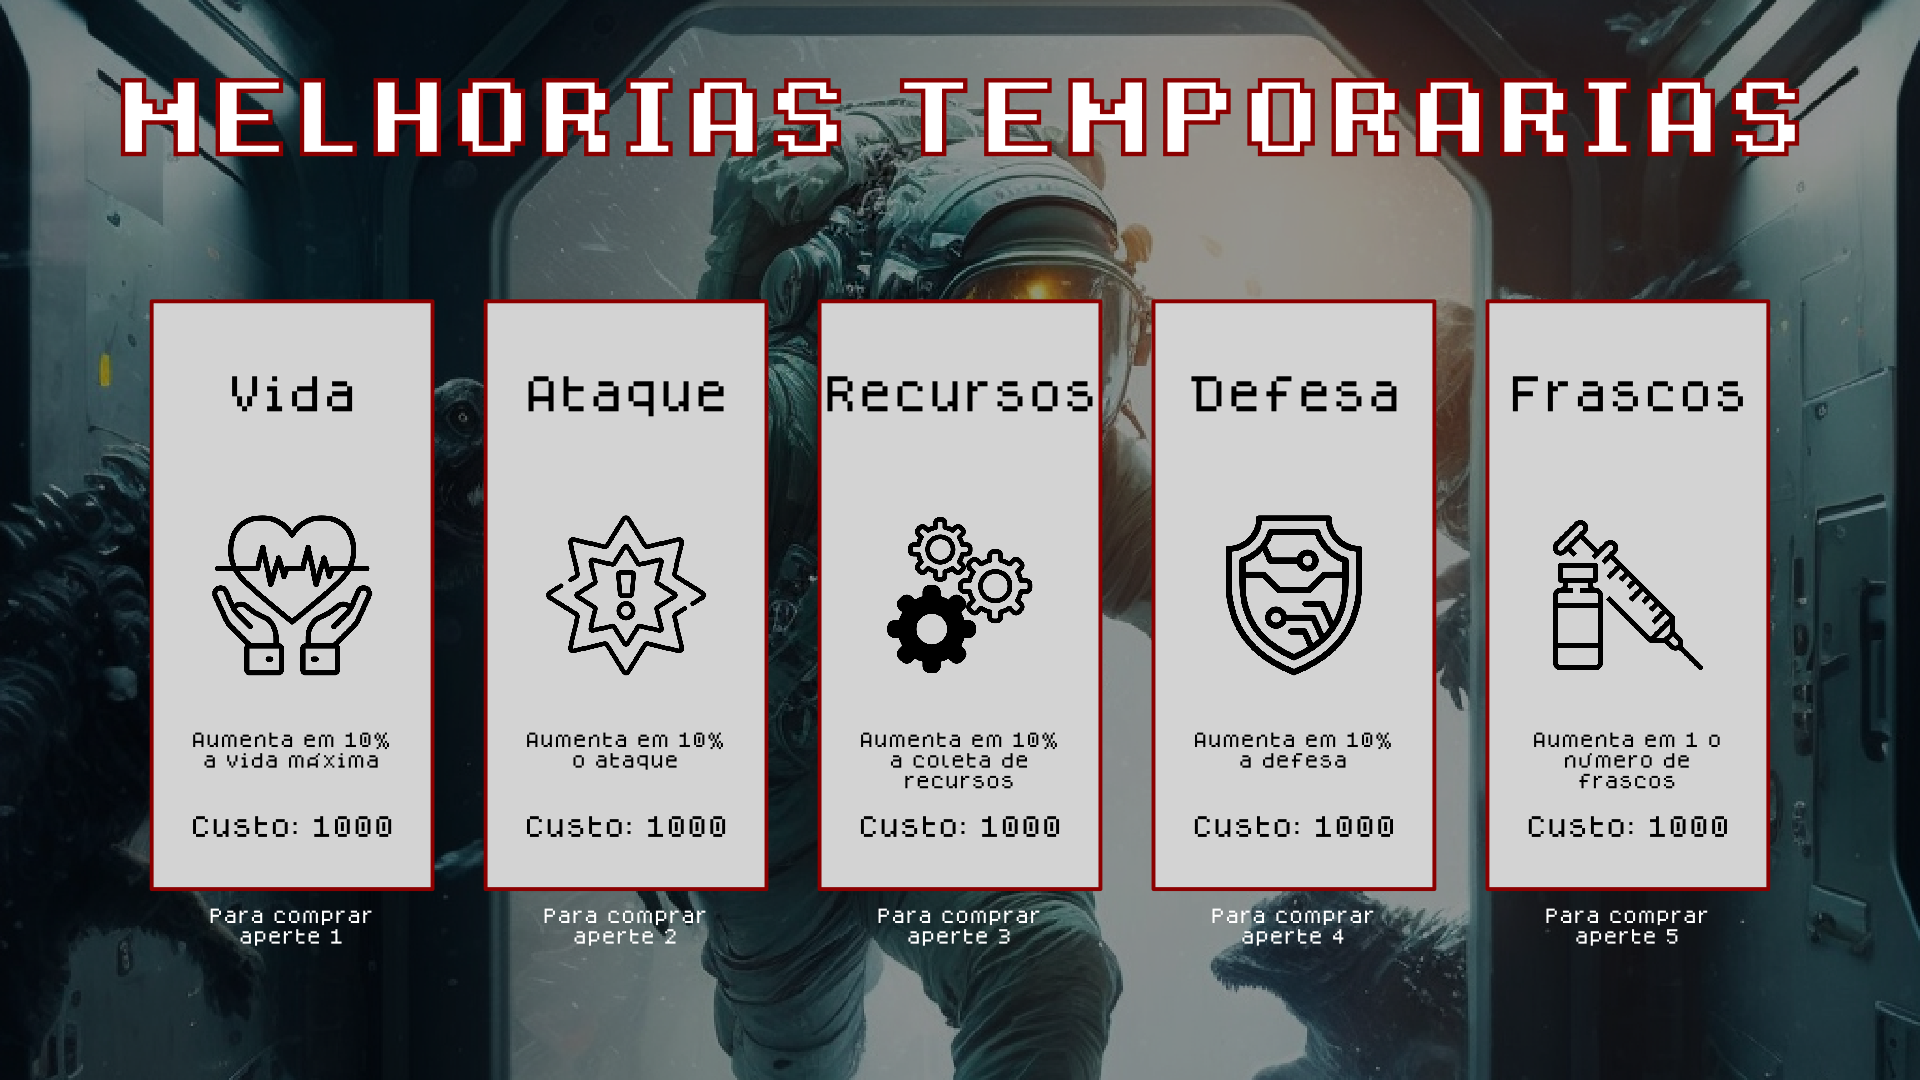 MELHORIAS TEMPORARIAS
Vida
Aumenta em 10%
a vida máxima
Custo: 1000
Para comprar
aperte 1
Ataque
Aumenta em 10%
o ataque
Custo: 1000
Para comprar
aperte 2
Recursos
Aumenta em 10%
a coleta de
recursos
Custo: 1000
Para comprar
aperte 3
Defesa
Aumenta em 10%
a defesa
Custo: 1000
Para comprar
aperte 4
Frascos
Aumenta em 1 o
número de
frascos
Custo: 1000
Para comprar
aperte 5